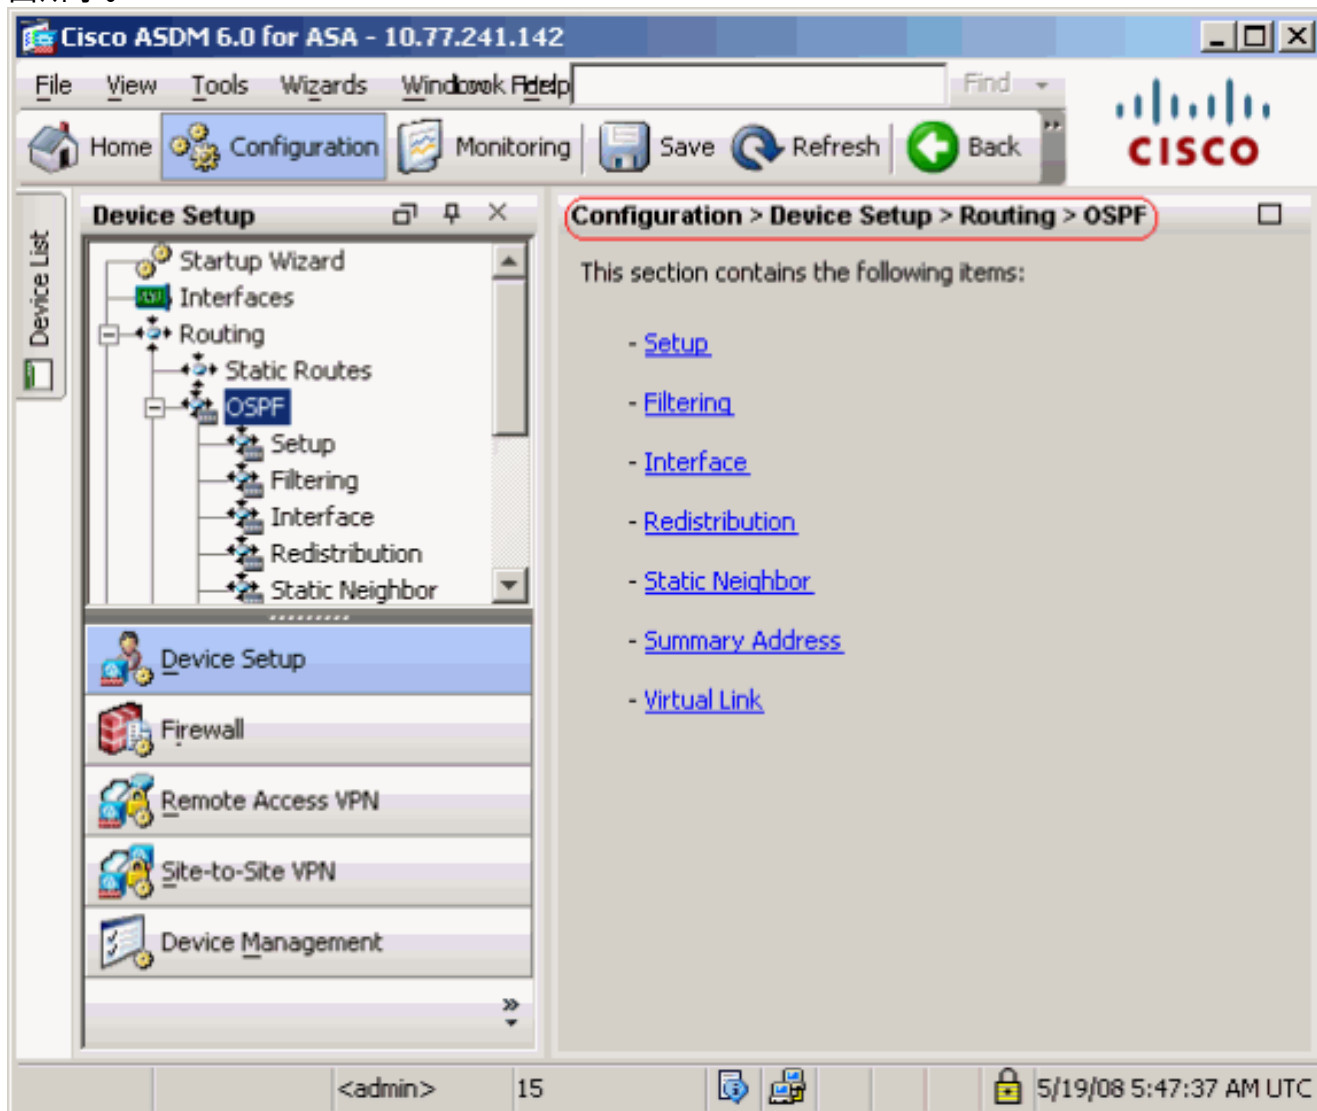 Cisco ASDM 6.0 for ASA - 10.77.241.142
File View Tools Wizards Window Help Find
Home Configuration Monitoring Save Refresh Back
CISCO
Device List
Device Setup
Startup Wizard
Interfaces
Routing
Static Routes
OSPF
Setup
Filtering
Interface
Redistribution
Static Neighbor
Device Setup
Firewall
Remote Access VPN
Site-to-Site VPN
Device Management
Configuration > Device Setup > Routing > OSPF
This section contains the following items:
- Setup
- Filtering
- Interface
- Redistribution
- Static Neighbor
- Summary Address
- Virtual Link
<admin> 15 5/19/08 5:47:37 AM UTC